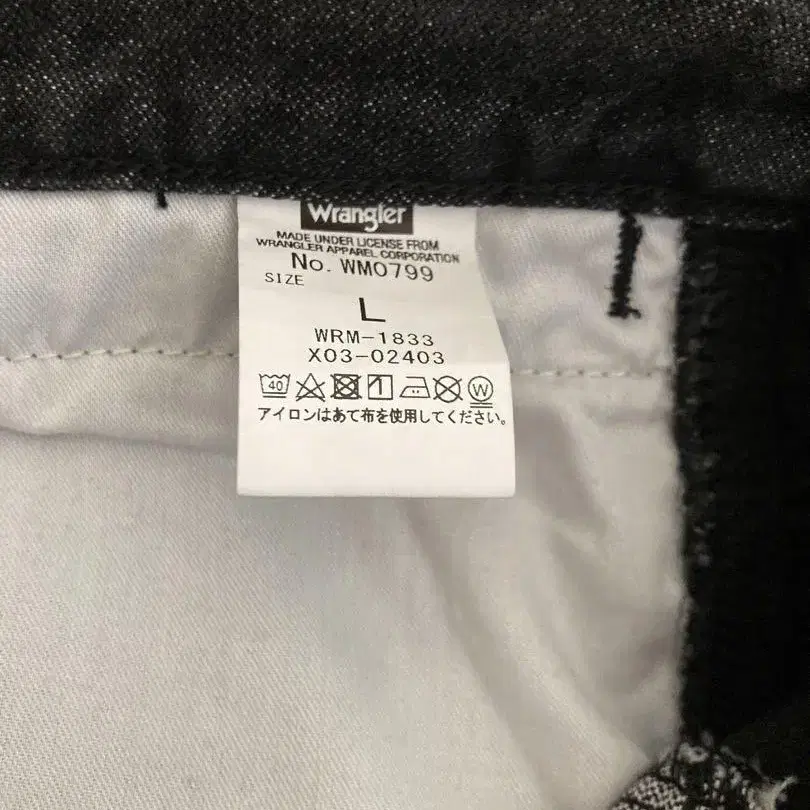 Wrangler
MADE UNDER LICENSE FROM
WRANGLER APPAREL CORPORATION
No. WM0799
SIZE
L
WRM-1833
X03-02403
40 1 W
アイロンはあて布を使用してください。